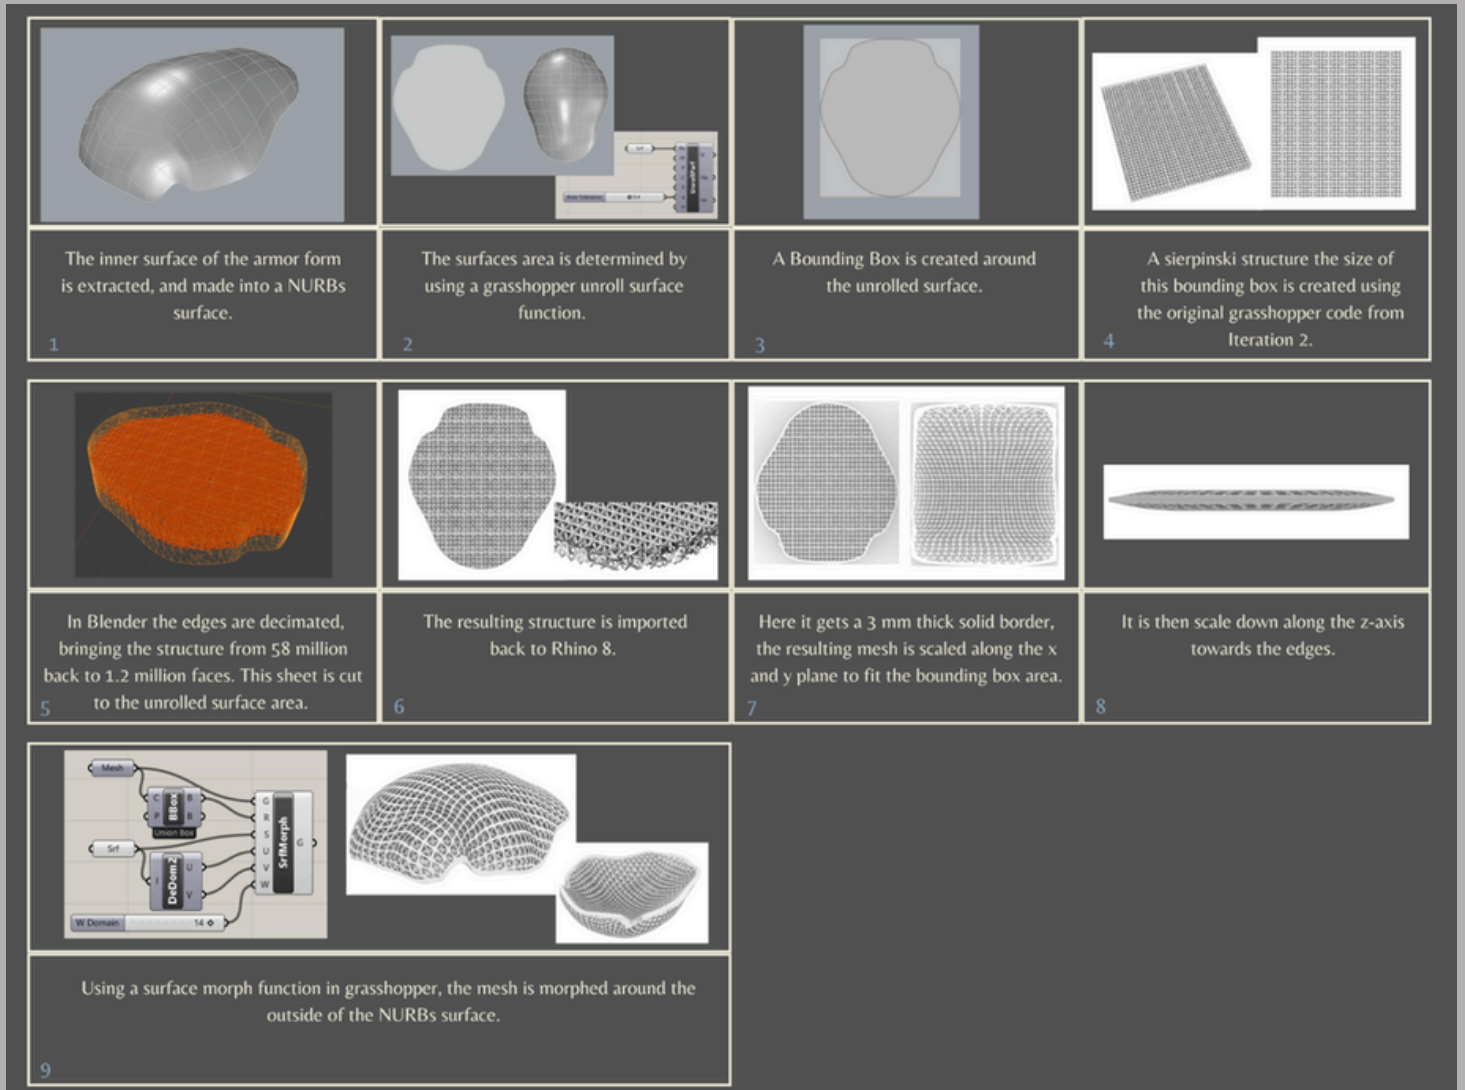 The inner surface of the armor form
is extracted, and made into a NURBs
surface.
1
Srf
Area Tolerance
UnrollSrf
The surfaces area is determined by
using a grasshopper unroll surface
function.
2
A Bounding Box is created around
the unrolled surface.
3
A sierpinski structure the size of
this bounding box is created using
the original grasshopper code from
Iteration 2.
4
In Blender the edges are decimated,
bringing the structure from 58 million
back to 1.2 million faces. This sheet is cut
to the unrolled surface area.
5
The resulting structure is imported
back to Rhino 8.
6
Here it gets a 3 mm thick solid border,
the resulting mesh is scaled along the x
and y plane to fit the bounding box area.
7
It is then scale down along the z-axis
towards the edges.
8
Mesh
C BBox B
P B
Union Box
Srf
I DeDom2 U
V
W Domain 14
G
R
S
U
V
W
SrfMorph
G
Using a surface morph function in grasshopper, the mesh is morphed around the
outside of the NURBs surface.
9